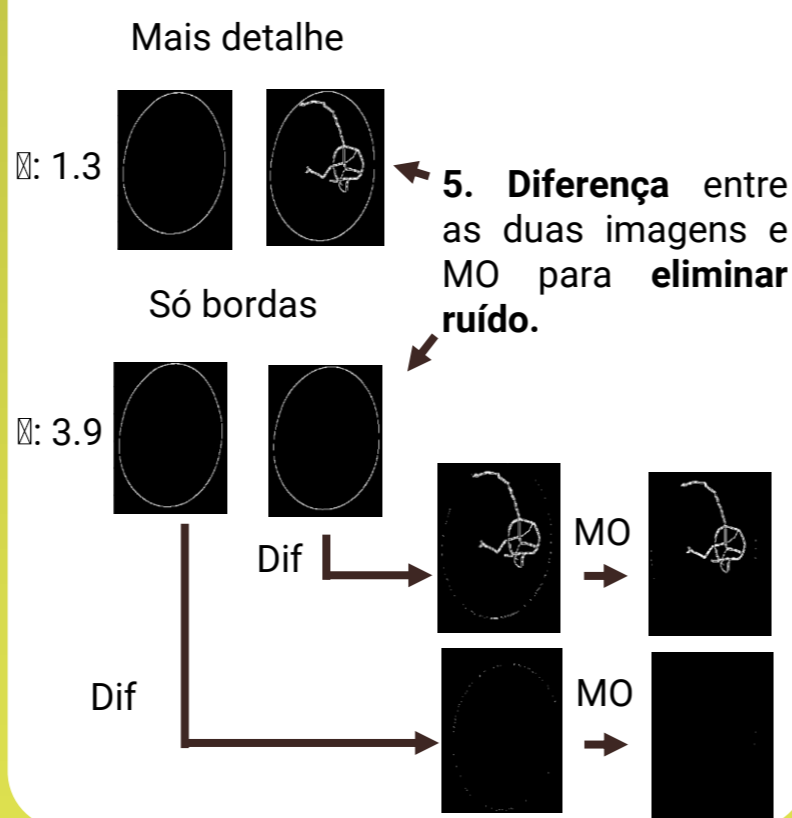 Mais detalhe
: 1.3
5. Diferença entre
as duas imagens e
MO para eliminar
ruído.
Só bordas
: 3.9
Dif
MO
Dif
MO